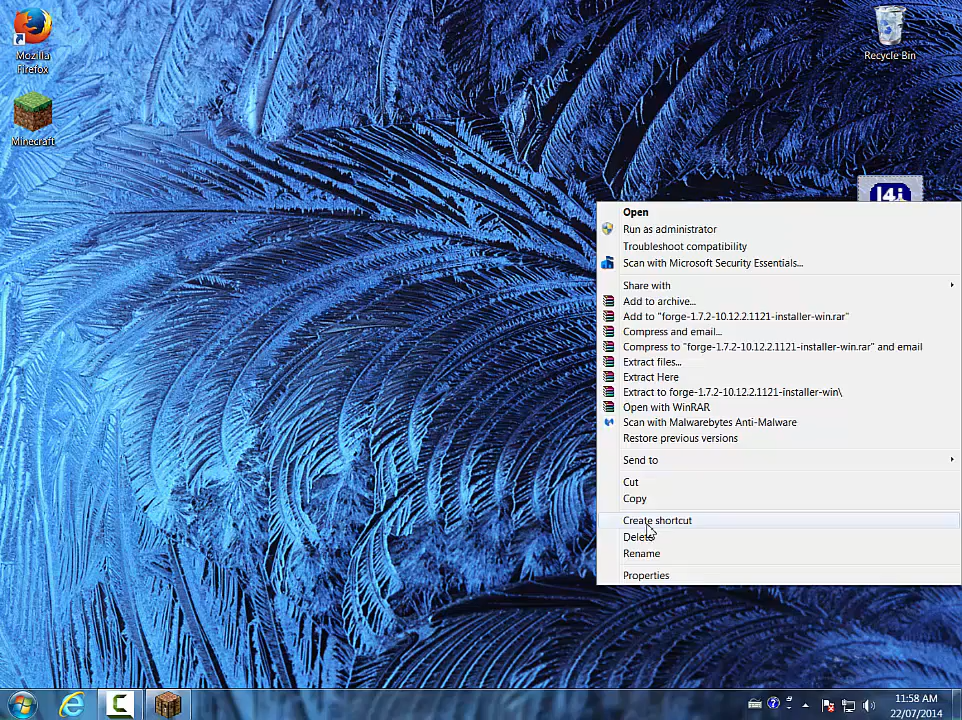 Mozilla
Firefox
Minecraft
Recycle Bin
J4j
Open
Run as administrator
Troubleshoot compatibility
Scan with Microsoft Security Essentials...
Share with
Add to archive...
Add to "forge-1.7.2-10.12.2.1121-installer-win.rar"
Compress and email...
Compress to "forge-1.7.2-10.12.2.1121-installer-win.rar" and email
Extract files...
Extract Here
Extract to forge-1.7.2-10.12.2.1121-installer-win\
Open with WinRAR
Scan with Malwarebytes Anti-Malware
Restore previous versions
Send to
Cut
Copy
Create shortcut
Delete
Rename
Properties
11:58 AM
22/07/2014